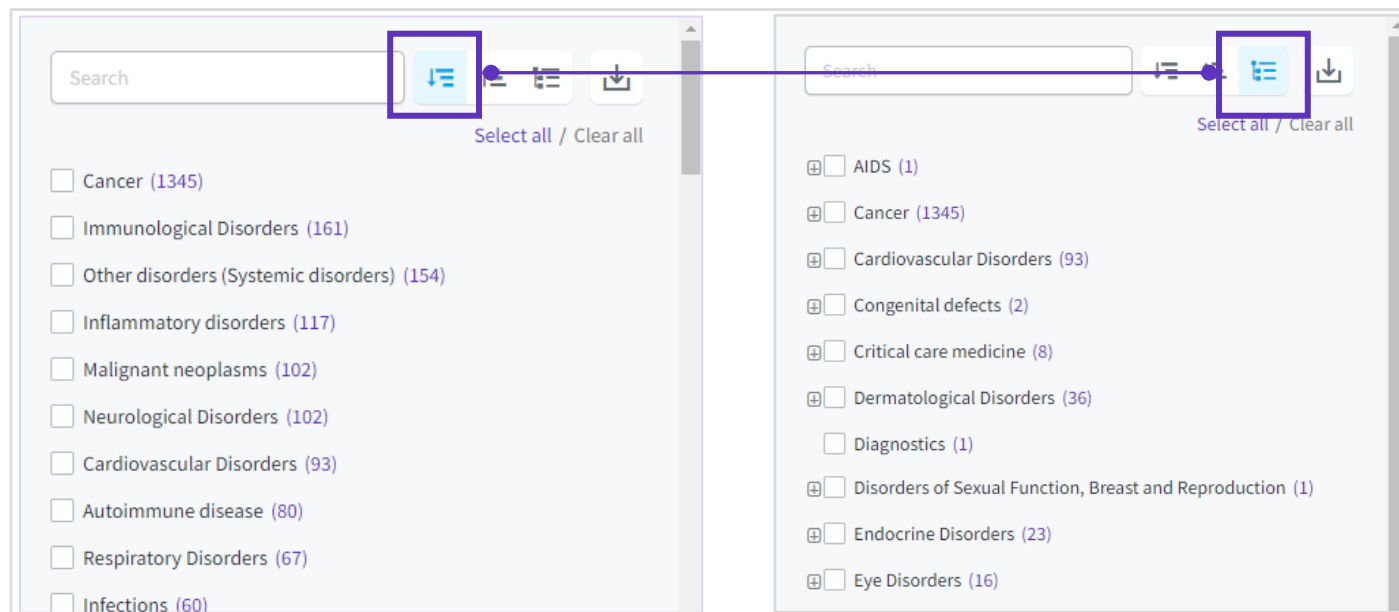 Search
Select all / Clear all
Cancer (1345)
Immunological Disorders (161)
Other disorders (Systemic disorders) (154)
Inflammatory disorders (117)
Malignant neoplasms (102)
Neurological Disorders (102)
Cardiovascular Disorders (93)
Autoimmune disease (80)
Respiratory Disorders (67)
Infections (60)
Search
Select all / Clear all
AIDS (1)
Cancer (1345)
Cardiovascular Disorders (93)
Congenital defects (2)
Critical care medicine (8)
Dermatological Disorders (36)
Diagnostics (1)
Disorders of Sexual Function, Breast and Reproduction (1)
Endocrine Disorders (23)
Eye Disorders (16)